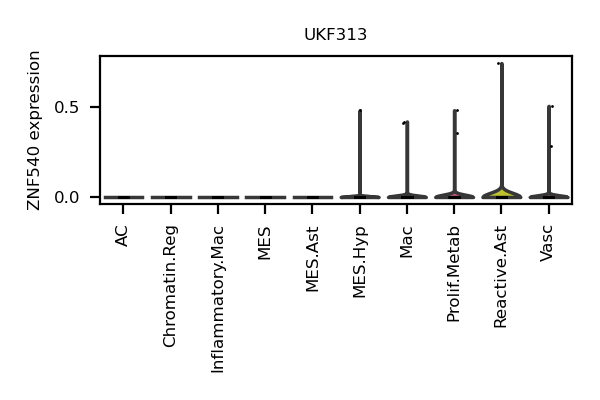 UKF313
ZNF540 expression
0.5
0.0
AC
Chromatin.Reg
Inflammatory.Mac
MES
MES.Ast
MES.Hyp
Mac
Prolif.Metab
Reactive.Ast
Vasc